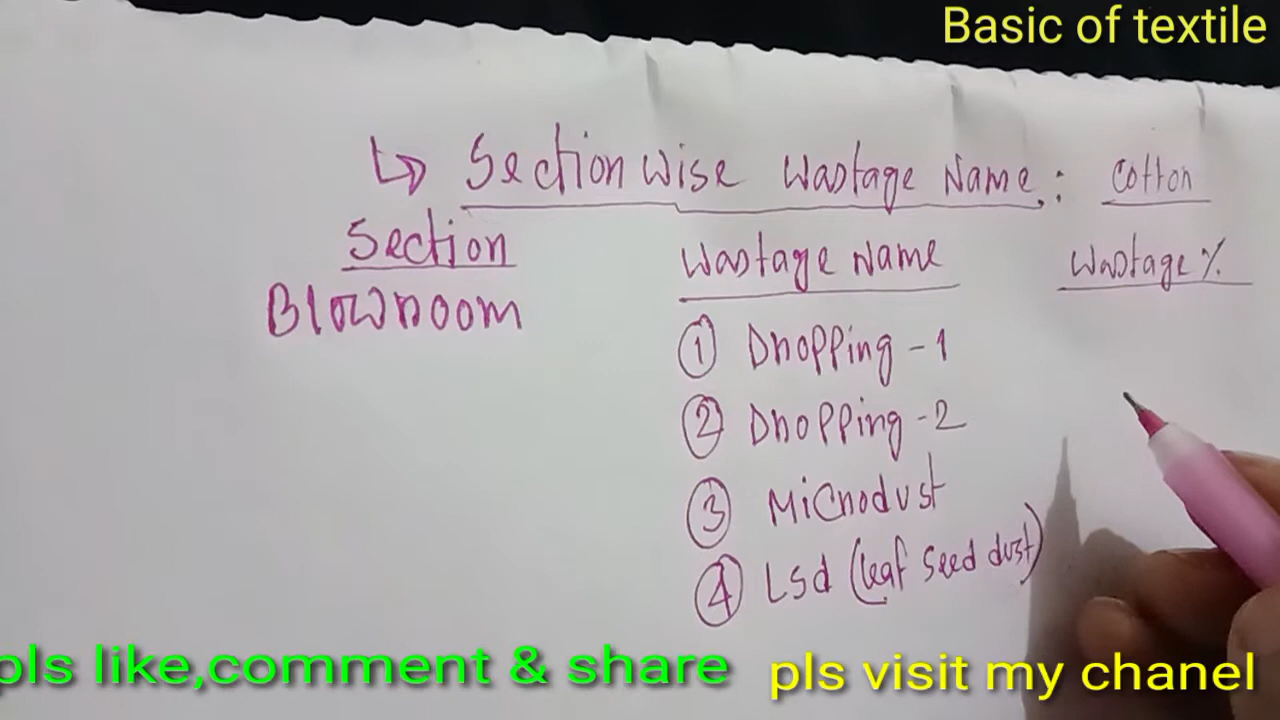 Basic of textile
↳ Section Wise Wastage Name: Cotton
Section Wastage Name Wastage %
Blowroom
① Dropping - 1
② Dropping - 2
③ Microdust
④ Lsd (leaf seed dust)
pls like,comment & share
pls visit my chanel